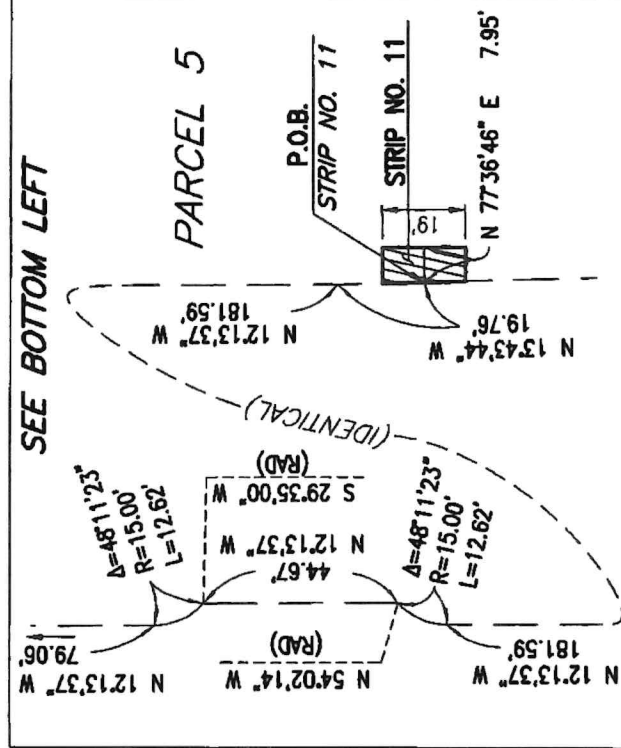 SEE BOTTOM LEFT
PARCEL 5
P.O.B.
STRIP NO. 11
STRIP NO. 11
19'
N 77°36'46" E 7.95'
N 12°13'37" W
181.59'
N 13°43'44" W
19.76'
(IDENTICAL)
Δ=48°11'23"
R=15.00'
L=12.62'
S 29°35'00" W
(RAD)
N 12°13'37" W
44.67'
Δ=48°11'23"
R=15.00'
L=12.62'
N 12°13'37" W
79.06'
N 54°02'14" W
(RAD)
N 12°13'37" W
181.59'